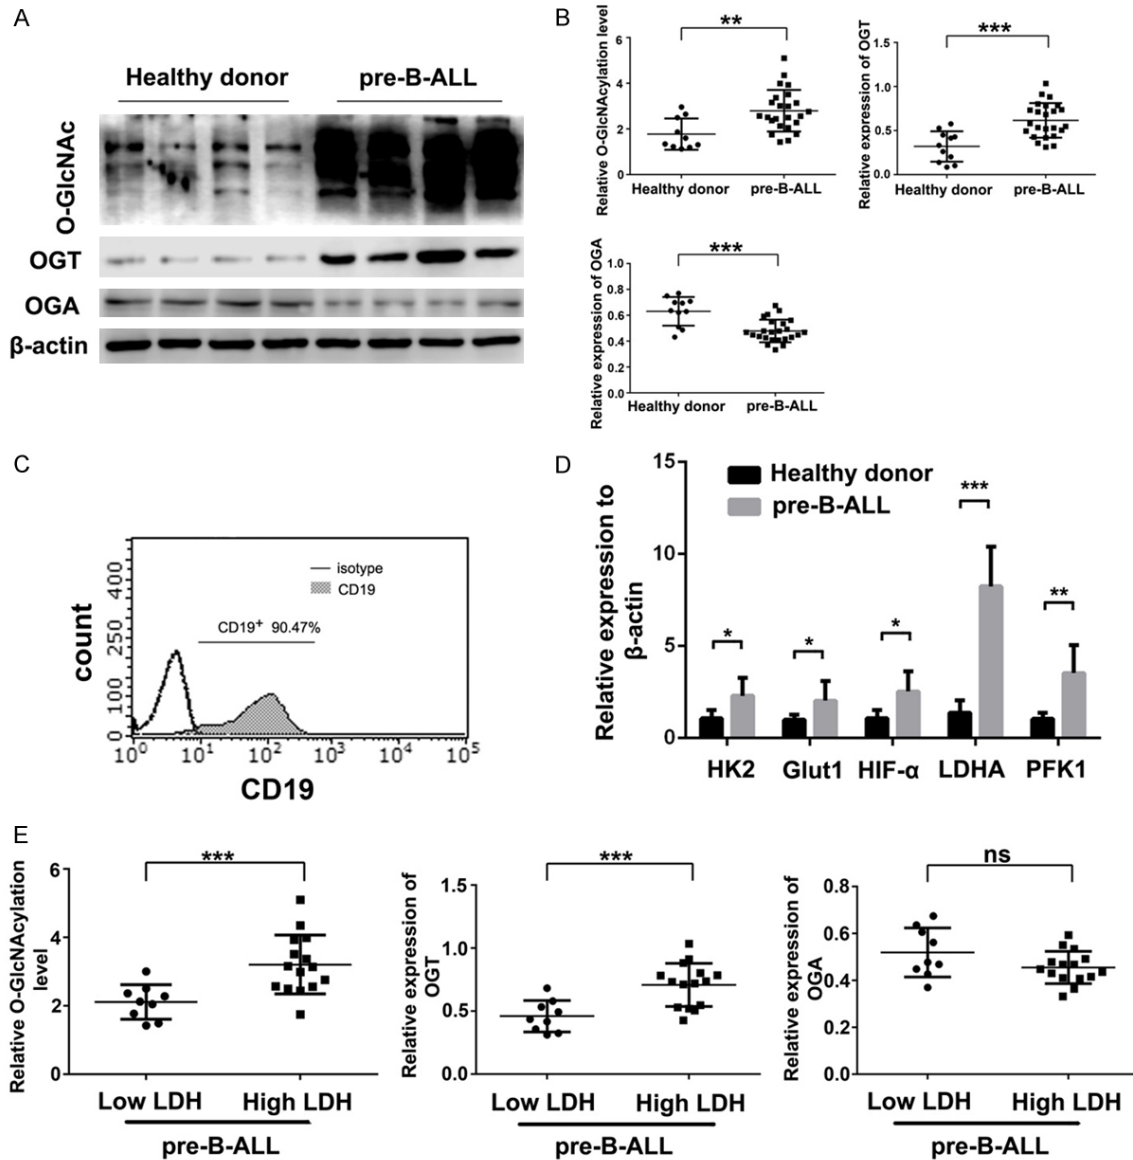 A
Healthy donor pre-B-ALL
O-GlcNAc
OGT
OGA
β-actin
B
Relative O-GlcNAcylation level
6
4
2
0
**
Healthy donor pre-B-ALL
Relative expression of OGT
1.5
1.0
0.5
0.0
***
Healthy donor pre-B-ALL
Relative expression of OGA
1.0
0.8
0.6
0.4
0.2
0.0
***
Healthy donor pre-B-ALL
C
count
400
250
100
0
isotype
CD19
CD19+ 90.47%
10^0 10^1 10^2 10^3 10^4 10^5
CD19
D
Relative expression to
β-actin
15
10
5
0
Healthy donor
pre-B-ALL
* * * *** **
HK2 Glut1 HIF-α LDHA PFK1
E
Relative O-GlcNAcylation
level
6
4
2
0
***
Low LDH High LDH
pre-B-ALL
Relative expression of
OGT
1.5
1.0
0.5
0.0
***
Low LDH High LDH
pre-B-ALL
Relative expression of
OGA
0.8
0.6
0.4
0.2
0.0
ns
Low LDH High LDH
pre-B-ALL